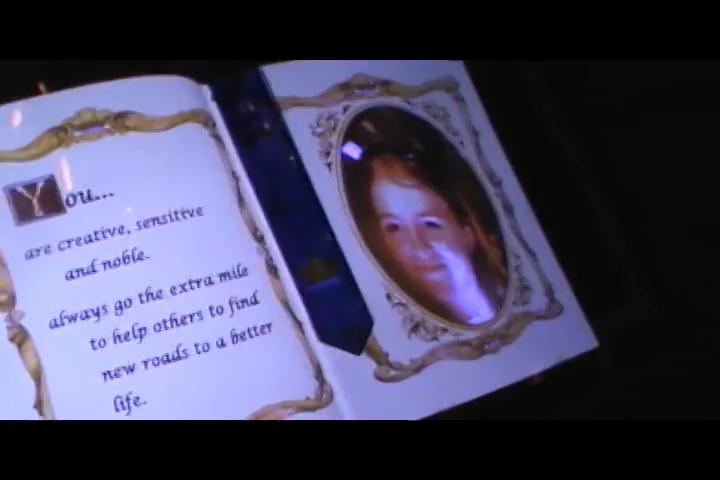 You...
are creative, sensitive
and noble.
always go the extra mile
to help others to find
new roads to a better
life.